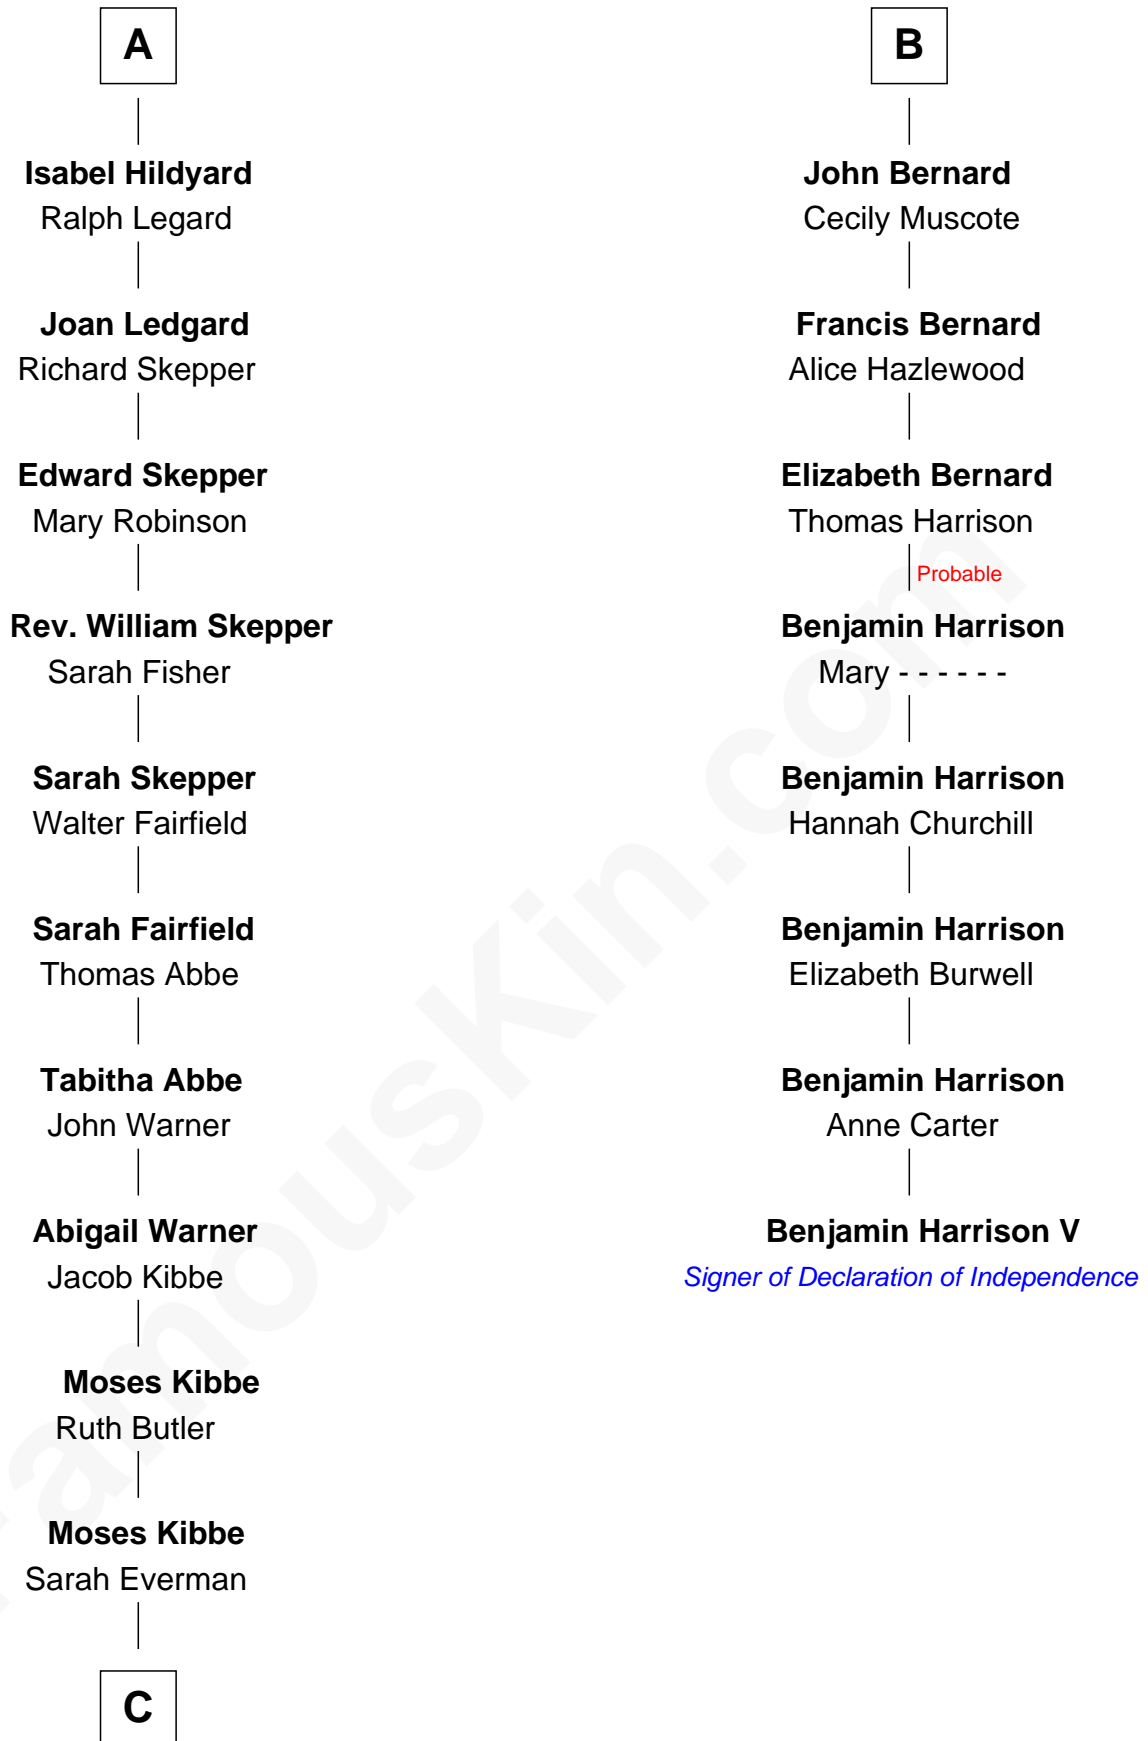 A
Isabel Hildyard
Ralph Legard
Joan Ledgard
Richard Skepper
Edward Skepper
Mary Robinson
Rev. William Skepper
Sarah Fisher
Sarah Skepper
Walter Fairfield
Sarah Fairfield
Thomas Abbe
Tabitha Abbe
John Warner
Abigail Warner
Jacob Kibbe
Moses Kibbe
Ruth Butler
Moses Kibbe
Sarah Everman
C
B
John Bernard
Cecily Muscote
Francis Bernard
Alice Hazlewood
Elizabeth Bernard
Thomas Harrison
Probable
Benjamin Harrison
Mary - - - - - -
Benjamin Harrison
Hannah Churchill
Benjamin Harrison
Elizabeth Burwell
Benjamin Harrison
Anne Carter
Benjamin Harrison V
Signer of Declaration of Independence
FamousKin.com